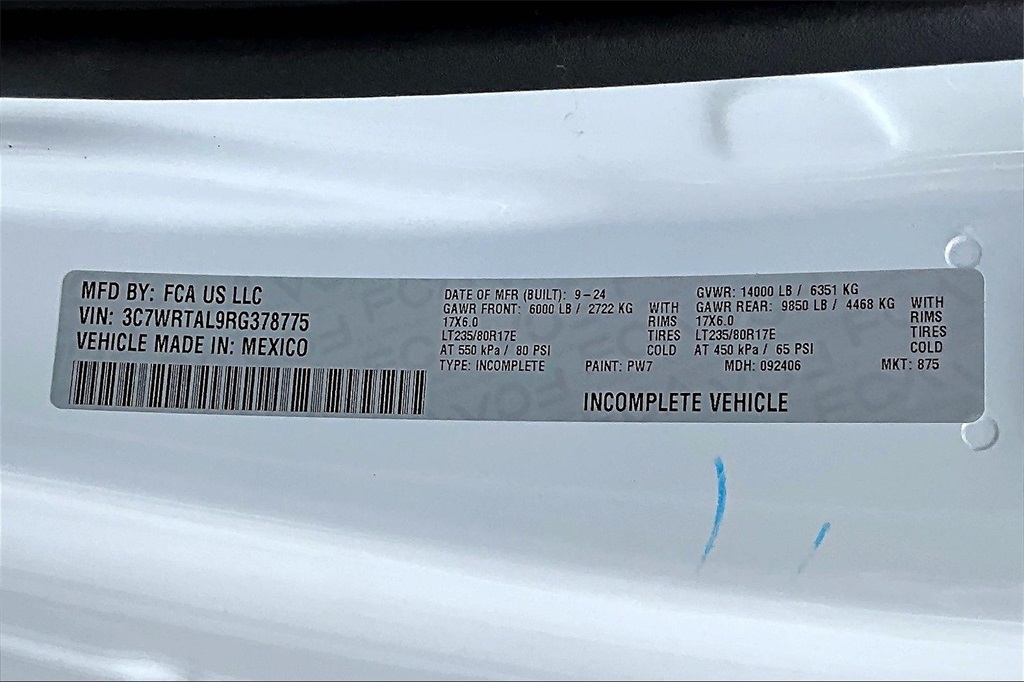 MFD BY: FCA US LLC
VIN: 3C7WRTAL9RG378775
VEHICLE MADE IN: MEXICO
DATE OF MFR (BUILT): 9-24
GAWR FRONT: 6000 LB / 2722 KG WITH
17X6.0 RIMS
LT235/80R17E TIRES
AT 550 kPa / 80 PSI COLD
TYPE: INCOMPLETE
GVWR: 14000 LB / 6351 KG
GAWR REAR: 9850 LB / 4468 KG WITH
17X6.0 RIMS
LT235/80R17E TIRES
AT 450 kPa / 65 PSI COLD
PAINT: PW7 MDH: 092406 MKT: 875
INCOMPLETE VEHICLE